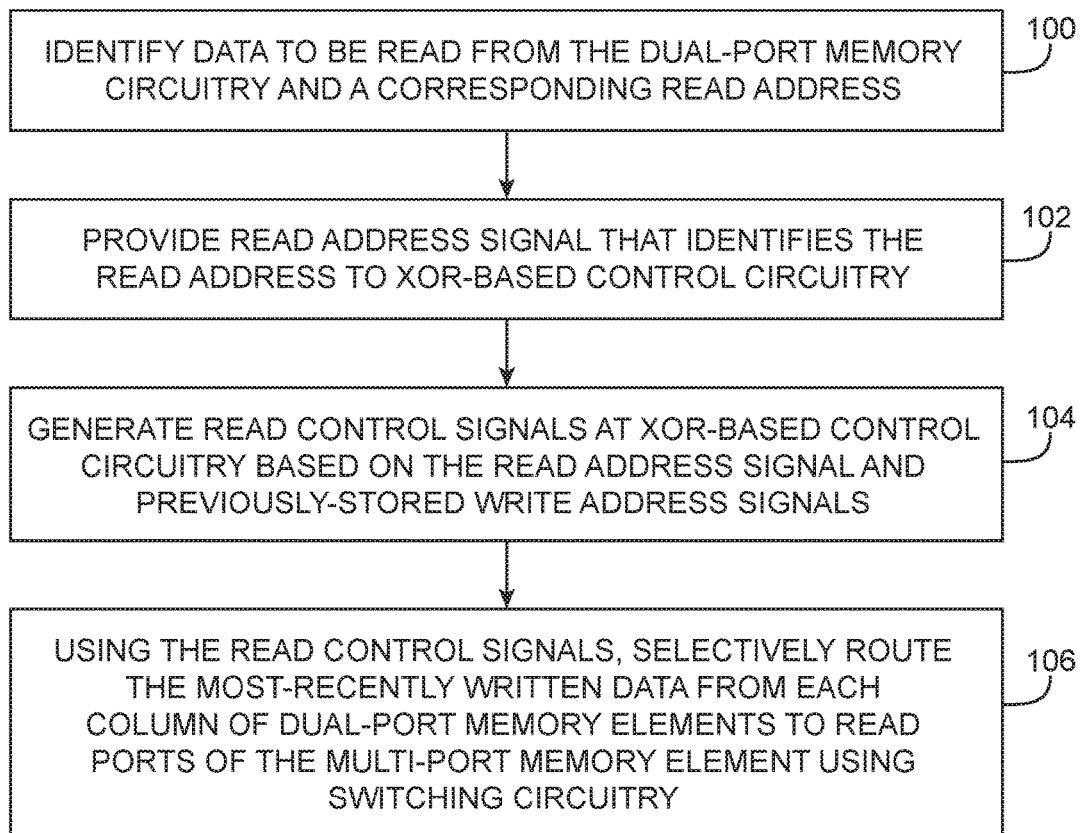 IDENTIFY DATA TO BE READ FROM THE DUAL-PORT MEMORY
CIRCUITRY AND A CORRESPONDING READ ADDRESS
100
PROVIDE READ ADDRESS SIGNAL THAT IDENTIFIES THE
READ ADDRESS TO XOR-BASED CONTROL CIRCUITRY
102
GENERATE READ CONTROL SIGNALS AT XOR-BASED CONTROL
CIRCUITRY BASED ON THE READ ADDRESS SIGNAL AND
PREVIOUSLY-STORED WRITE ADDRESS SIGNALS
104
USING THE READ CONTROL SIGNALS, SELECTIVELY ROUTE
THE MOST-RECENTLY WRITTEN DATA FROM EACH
COLUMN OF DUAL-PORT MEMORY ELEMENTS TO READ
PORTS OF THE MULTI-PORT MEMORY ELEMENT USING
SWITCHING CIRCUITRY
106